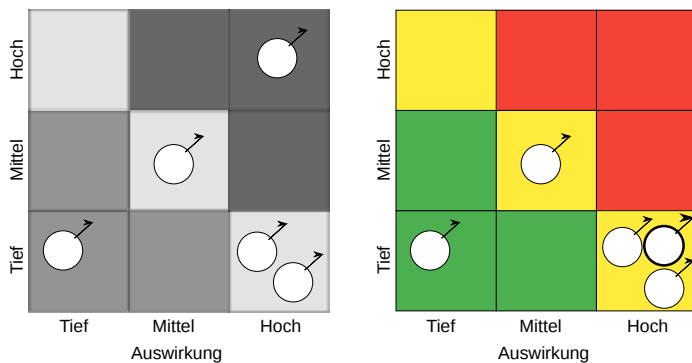 Hoch
Mittel
Tief
Tief Mittel Hoch
Auswirkung
Hoch
Mittel
Tief
Tief Mittel Hoch
Auswirkung